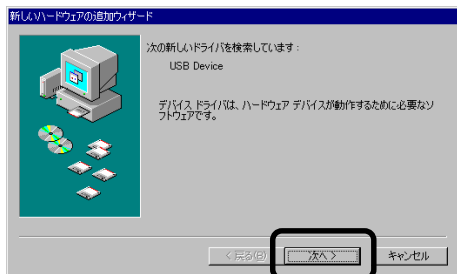 新しいハードウェアの追加ウィザード
次の新しいドライバを検索しています :
USB Device
デバイス ドライバは、ハードウェア デバイスが動作するために必要なソ
フトウェアです。
< 戻る(B)
次へ >
キャンセル